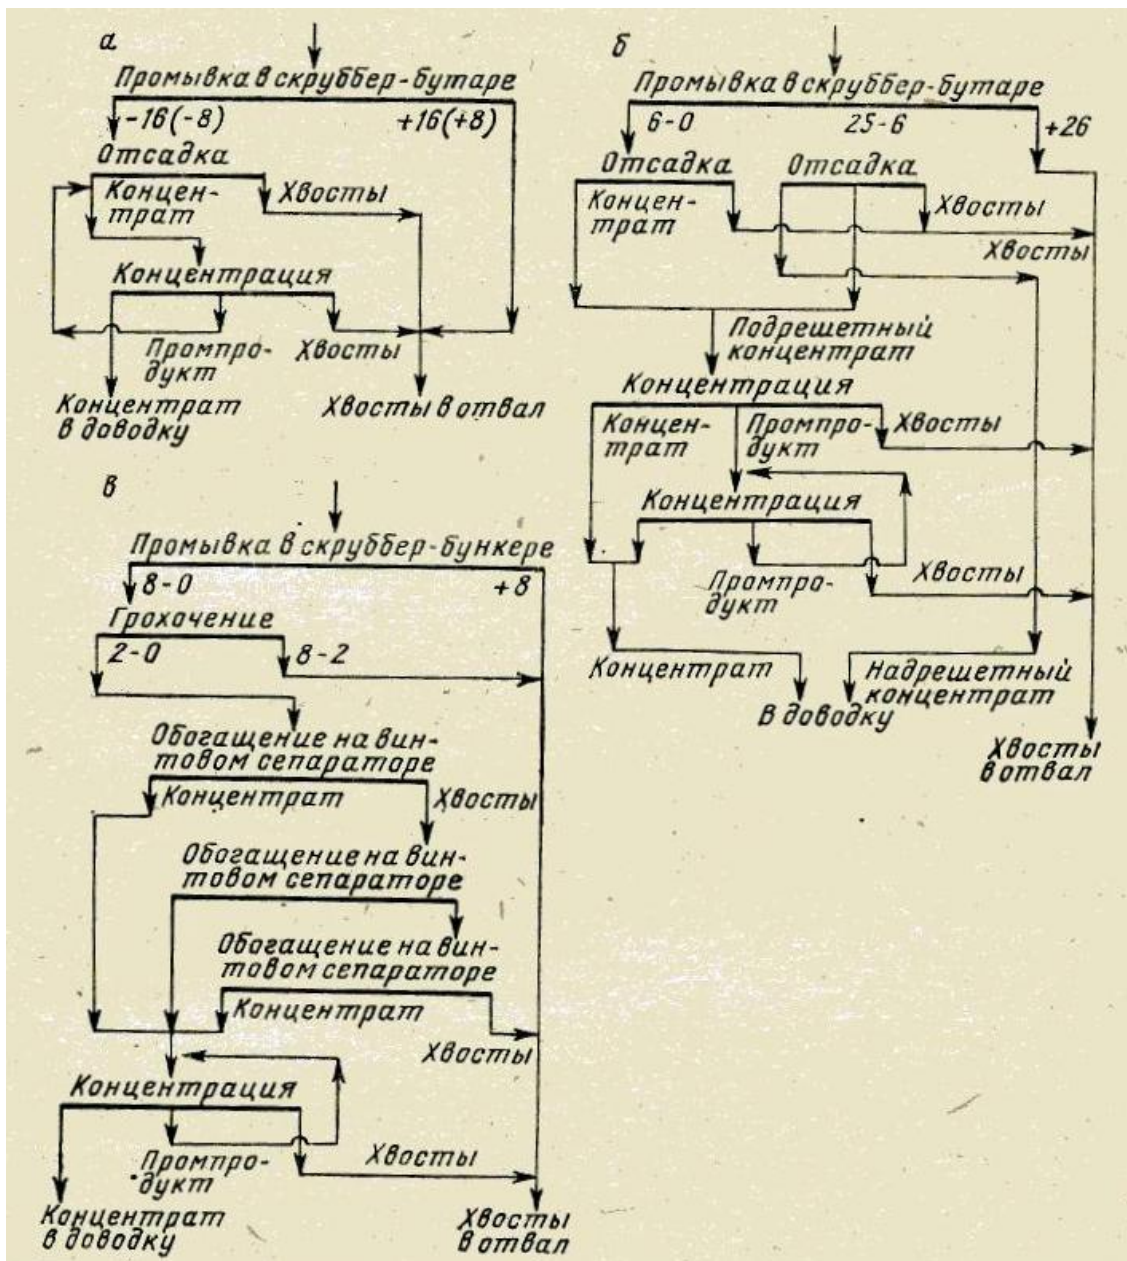 а
Промывка в скруббер-бутаре
-16(-8)
+16(+8)
Отсадка
Концен-
трат
Хвосты
Концентрация
Промпро-
дукт
Хвосты
Концентрат
в доводку
Хвосты в отвал
б
Промывка в скруббер-бутаре
6-0
25-6
+26
Отсадка
Отсадка
Концен-
трат
Хвосты
Хвосты
Подрешетный
концентрат
Концентрация
Концен-
трат
Промпро-
дукт
Хвосты
Концентрация
Промпро-
дукт
Хвосты
Концентрат
Надрешетный
концентрат
В доводку
Хвосты
в отвал
в
Промывка в скруббер-бункере
8-0
+8
Грохочение
2-0
8-2
Обогащение на вин-
товом сепараторе
Концентрат
Хвосты
Обогащение на вин-
товом сепараторе
Обогащение на вин-
товом сепараторе
Концентрат
Хвосты
Концентрация
Промпро-
дукт
Хвосты
Концентрат
в доводку
Хвосты
в отвал